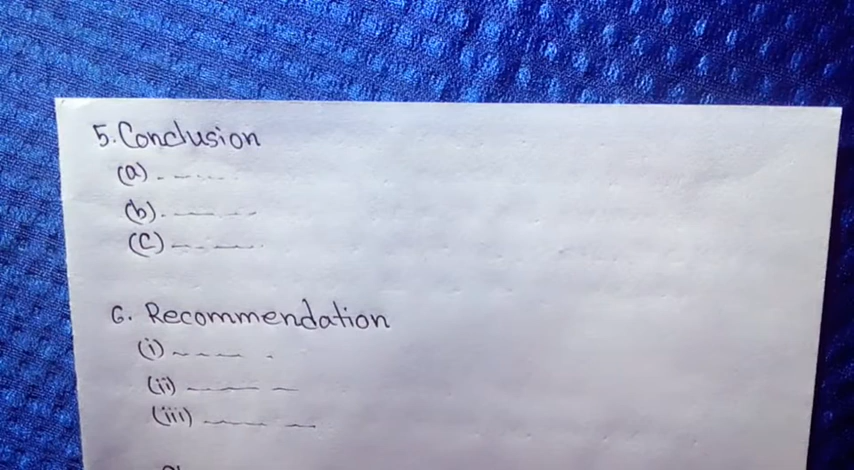 5. Conclusion
(a)
(b).
(c)
6. Recommendation
(i)
(ii)
(iii)